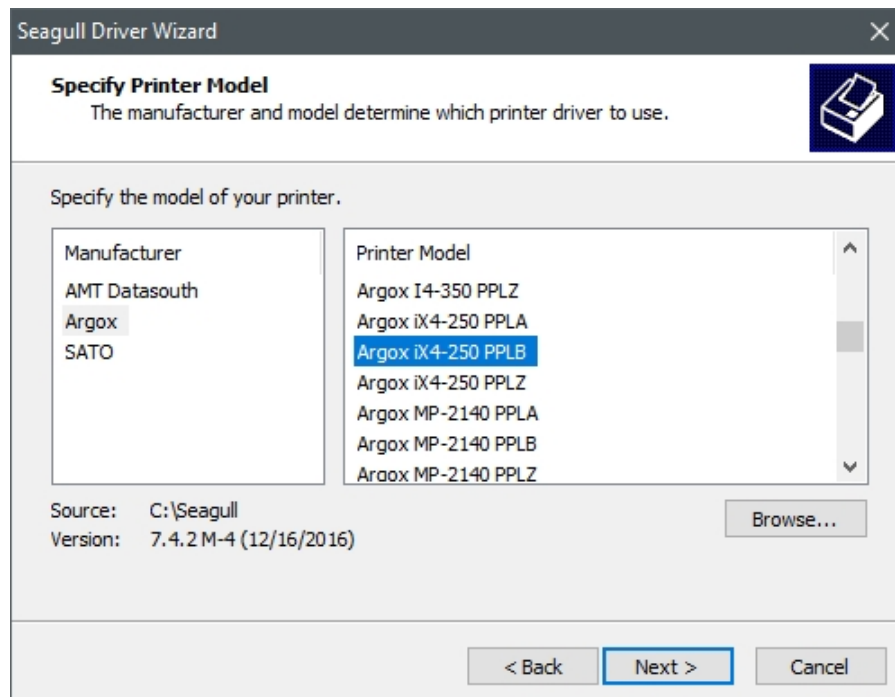 Seagull Driver Wizard
Specify Printer Model
The manufacturer and model determine which printer driver to use.
Specify the model of your printer.
Manufacturer
AMT Datasouth
Argox
SATO
Printer Model
Argox I4-350 PPLZ
Argox iX4-250 PPLA
Argox iX4-250 PPLB
Argox iX4-250 PPLZ
Argox MP-2140 PPLA
Argox MP-2140 PPLB
Argox MP-2140 PPLZ
Source: C:\Seagull
Version: 7.4.2 M-4 (12/16/2016)
Browse...
< Back Next > Cancel